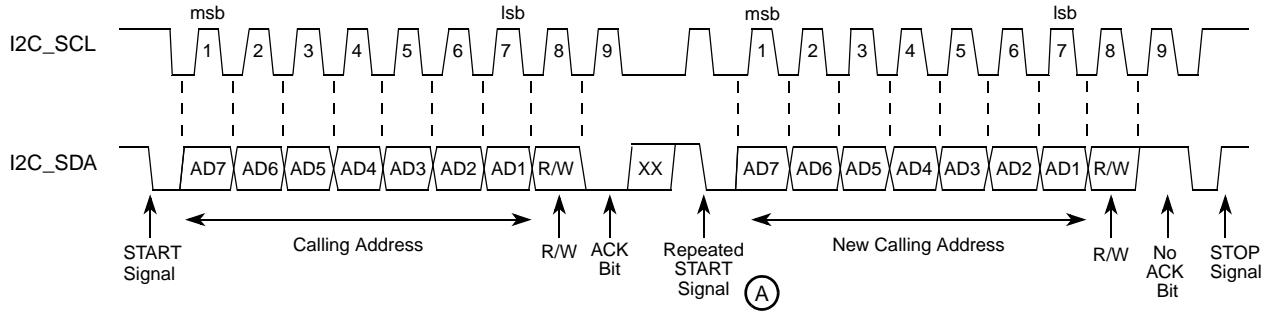 msb lsb msb lsb
I2C_SCL 1 2 3 4 5 6 7 8 9 1 2 3 4 5 6 7 8 9
I2C_SDA AD7 AD6 AD5 AD4 AD3 AD2 AD1 R/W XX AD7 AD6 AD5 AD4 AD3 AD2 AD1 R/W
START
Signal
Calling Address
R/W
ACK
Bit
Repeated
START
Signal
A
New Calling Address
R/W
No
ACK
Bit
STOP
Signal